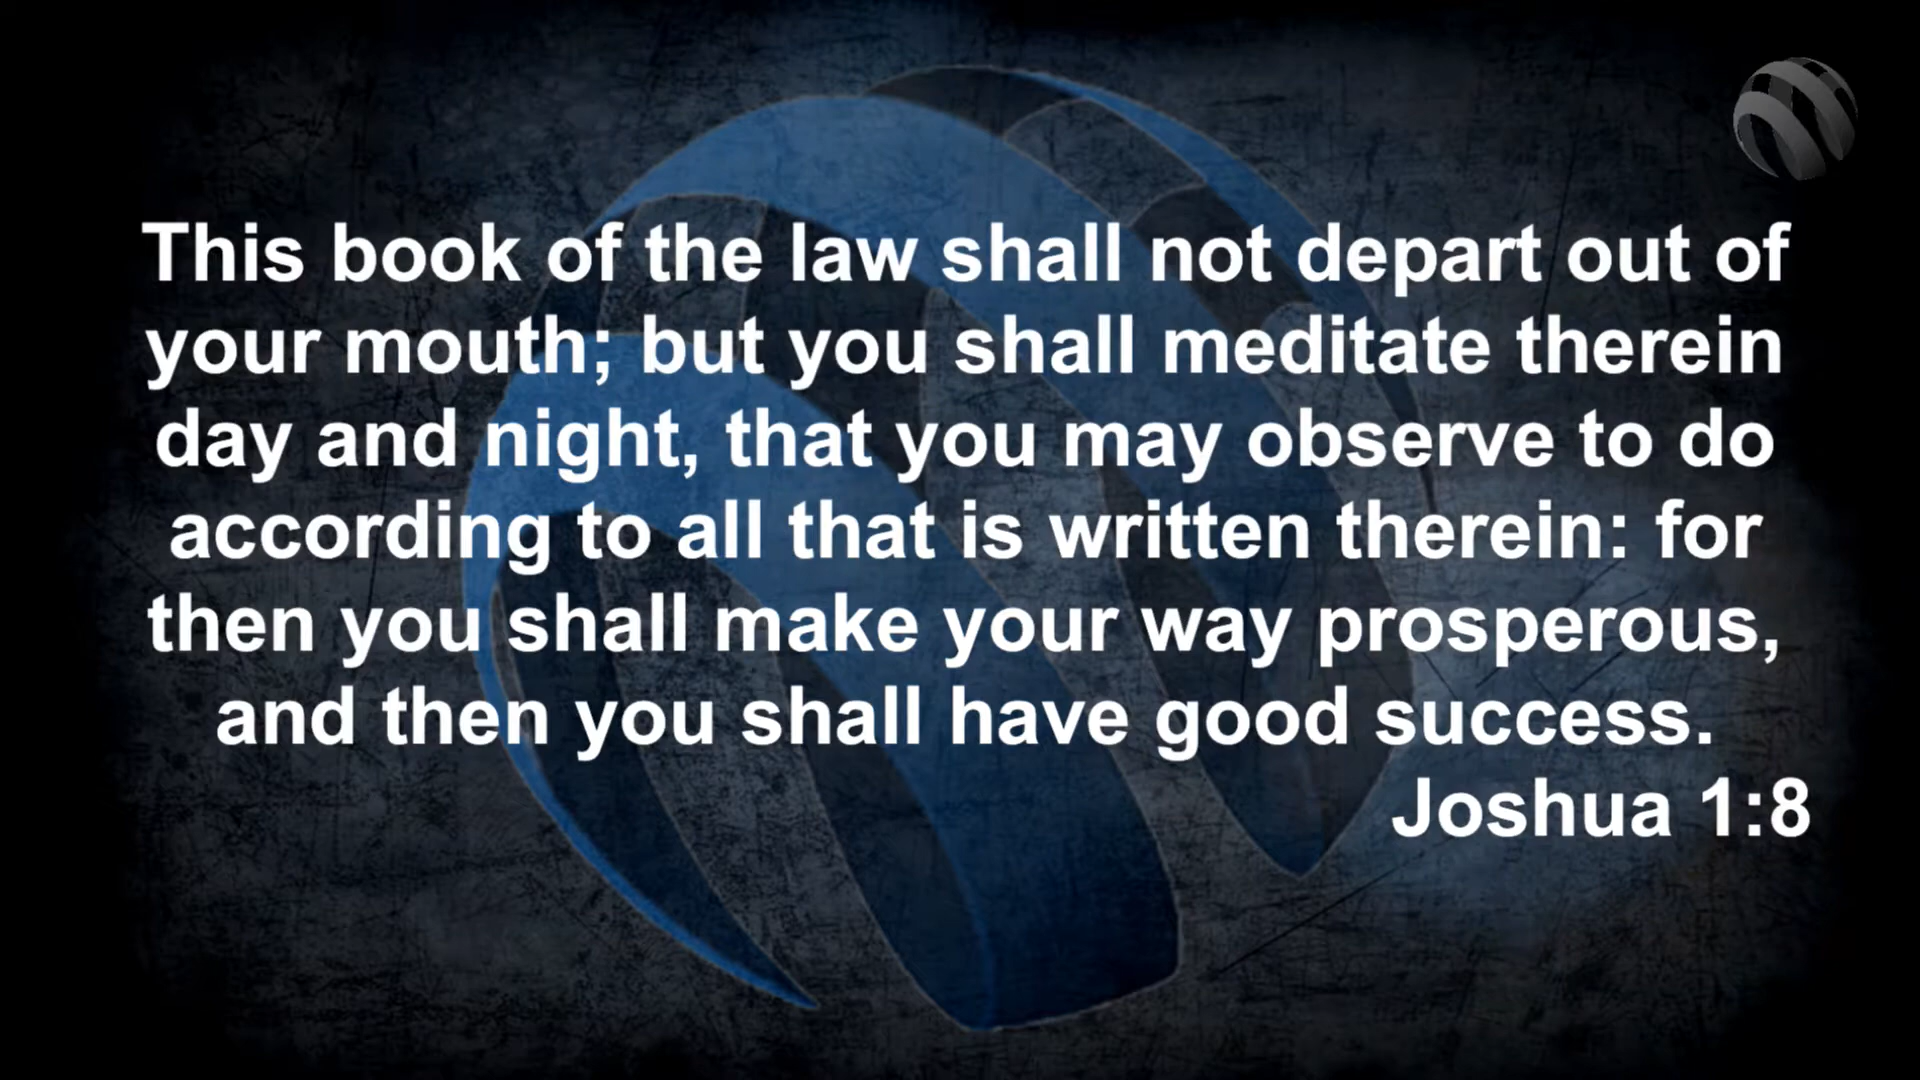 This book of the law shall not depart out of
your mouth; but you shall meditate therein
day and night, that you may observe to do
according to all that is written therein: for
then you shall make your way prosperous,
and then you shall have good success.
Joshua 1:8